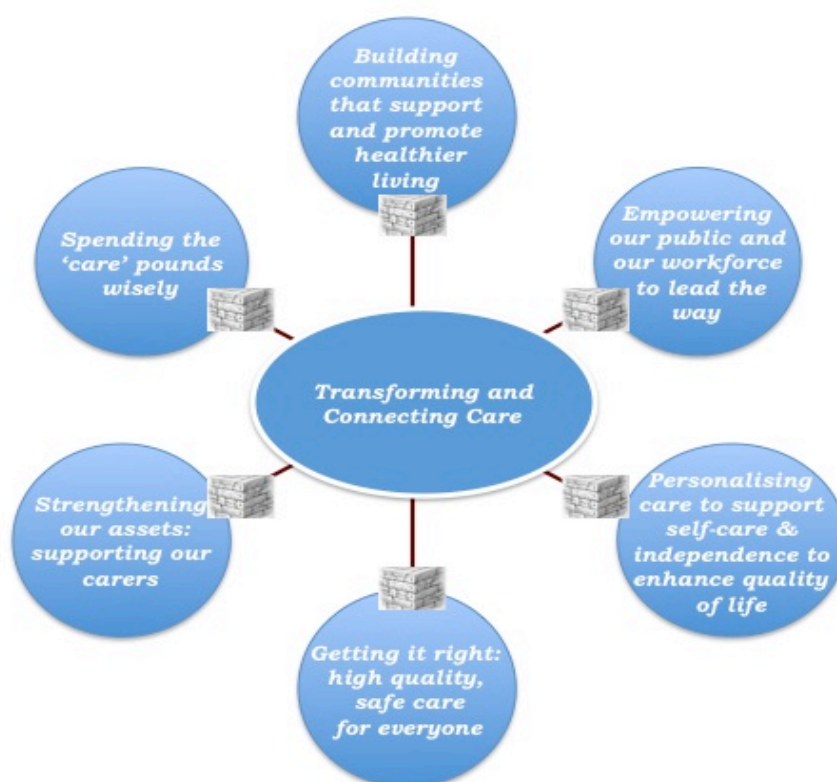 Building
communities
that support
and promote
healthier
living
Empowering
our public and
our workforce
to lead the
way
Personalising
care to support
self-care &
independence to
enhance quality
of life
Getting it right:
high quality,
safe care
for everyone
Strengthening
our assets:
supporting our
carers
Spending the
‘care’ pounds
wisely
Transforming and
Connecting Care